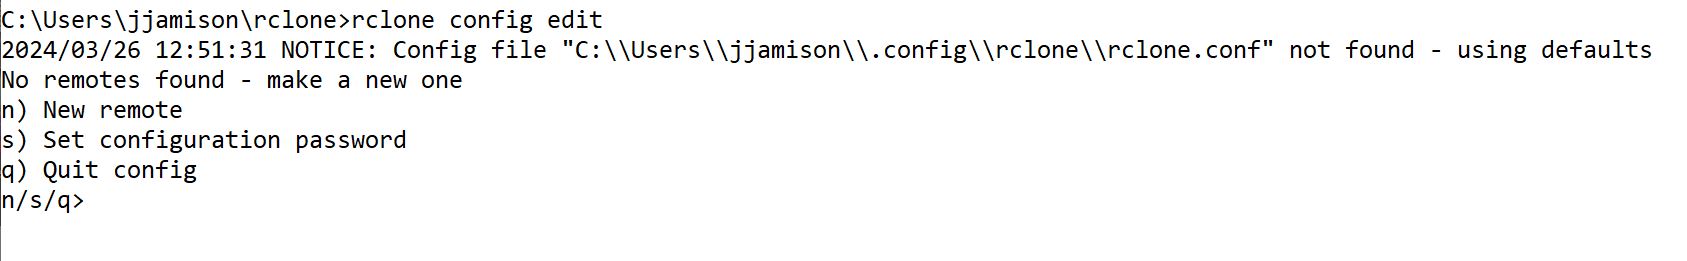 C:\Users\jjamison\rclone>rclone config edit
2024/03/26 12:51:31 NOTICE: Config file "C:\\Users\\jjamison\\.config\\rclone\\rclone.conf" not found - using defaults
No remotes found - make a new one
n) New remote
s) Set configuration password
q) Quit config
n/s/q>